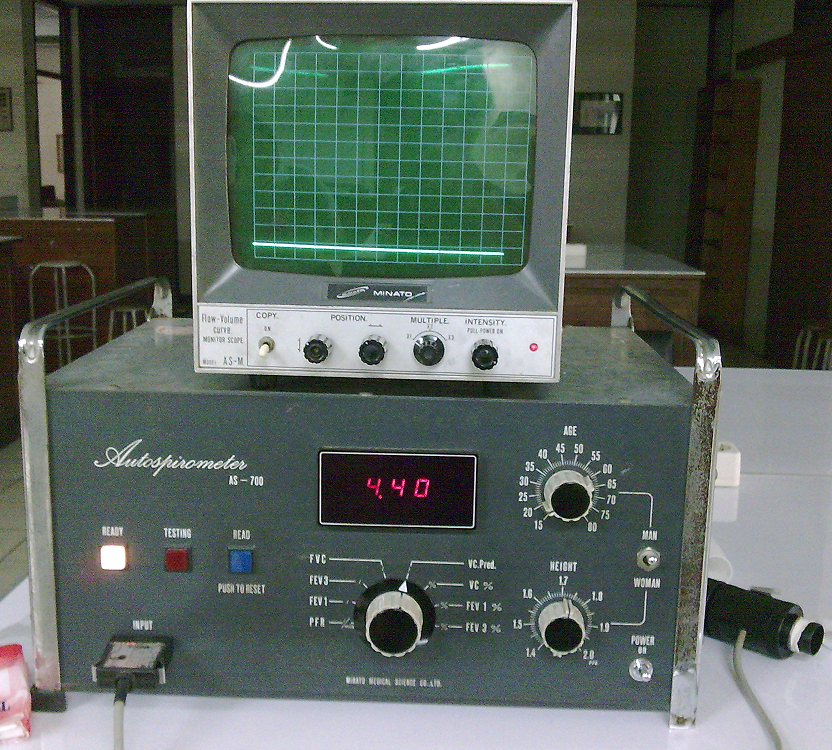 MINATO
Flow-Volume
curve.
MONITOR SCOPE.
MODEL AS-M
COPY.
ON
POSITION.
MULTIPLE.
X1 X2 X3
INTENSITY.
PULL POWER ON
Autospirometer
AS-700
4.40
READY
TESTING
READ
PUSH TO RESET
INPUT
FVC
FEV3
FEV1
PFR
VC.Pred.
VC %
FEV 1 %
FEV 3 %
AGE
15 20 25 30 35 40 45 50 55 60 65 70 75 80
MAN
WOMAN
HEIGHT
1.4 1.5 1.6 1.7 1.8 1.9 2.0
POWER
ON
MINATO MEDICAL SCIENCE CO.,LTD.